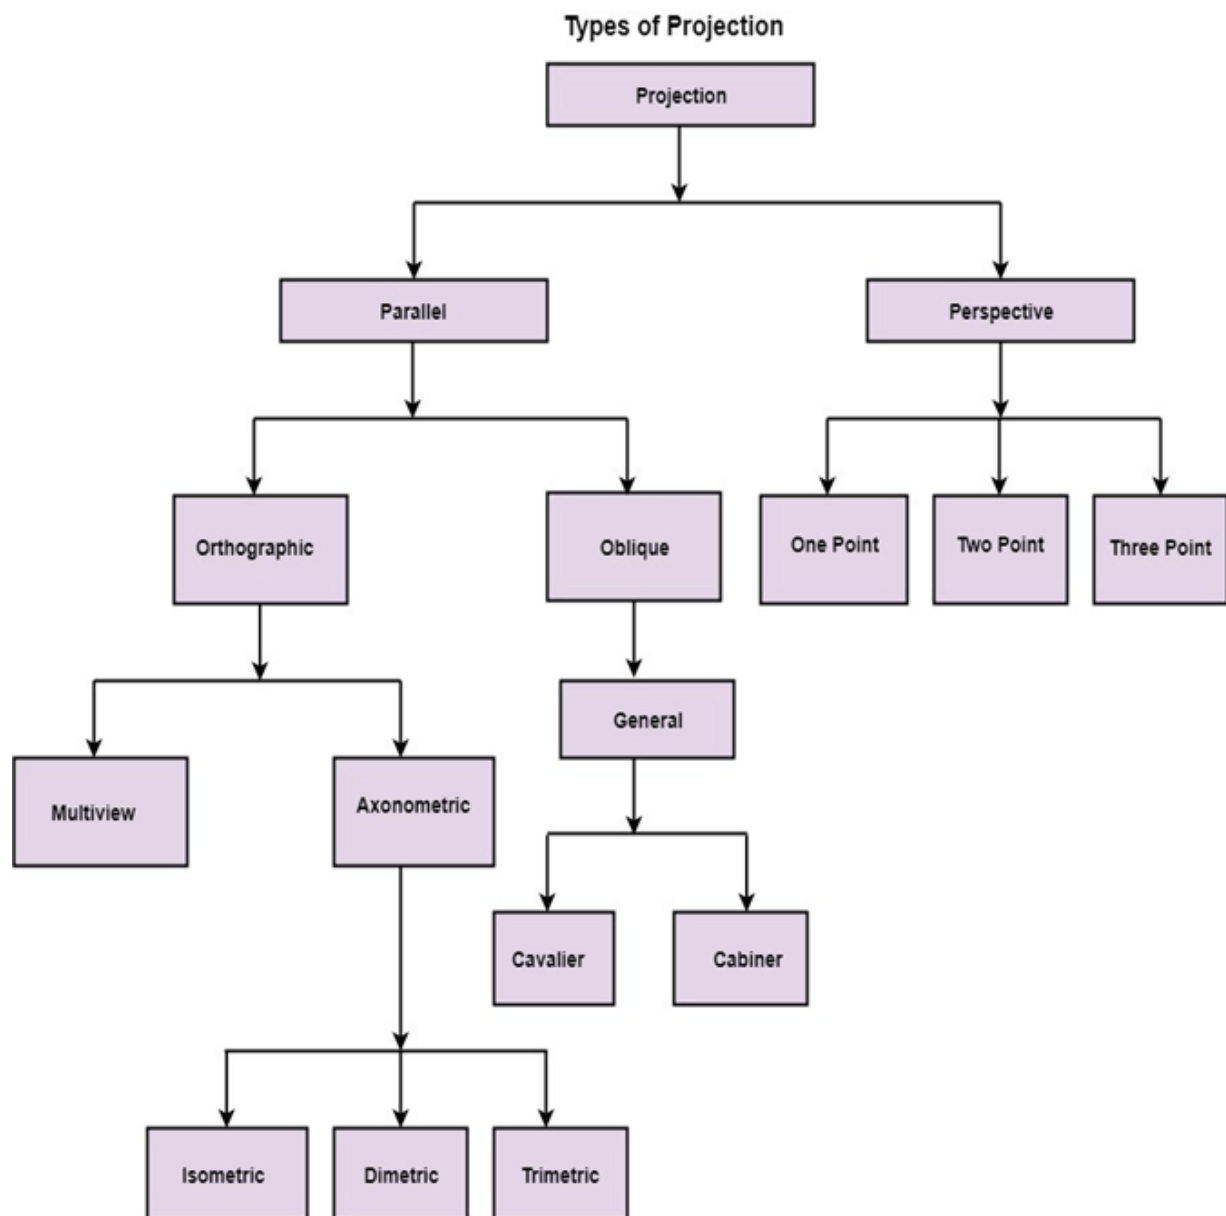 Types of Projection
Projection
Parallel
Perspective
Orthographic
Oblique
One Point
Two Point
Three Point
General
Multiview
Axonometric
Cavalier
Cabiner
Isometric
Dimetric
Trimetric